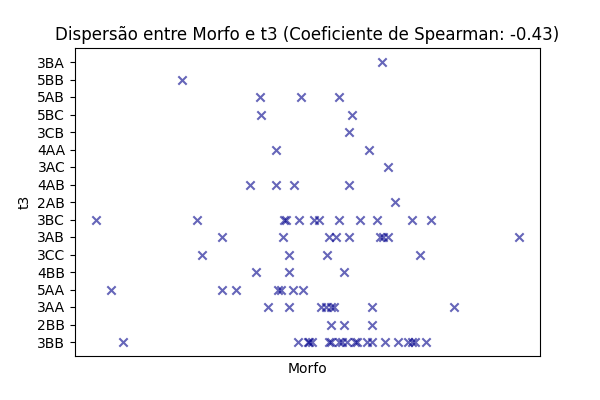 Dispersão entre Morfo e t3 (Coeficiente de Spearman: -0.43)
3BA
5BB
5AB
5BC
3CB
4AA
3AC
4AB
2AB
3BC
3AB
3CC
4BB
5AA
3AA
2BB
3BB
t3
Morfo